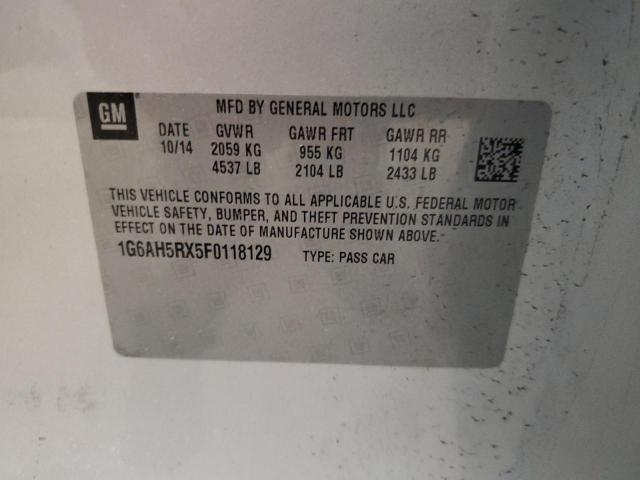 GM
MFD BY GENERAL MOTORS LLC
DATE GVWR GAWR FRT GAWR RR
10/14 2059 KG 955 KG 1104 KG
4537 LB 2104 LB 2433 LB
THIS VEHICLE CONFORMS TO ALL APPLICABLE U.S. FEDERAL MOTOR
VEHICLE SAFETY, BUMPER, AND THEFT PREVENTION STANDARDS IN
EFFECT ON THE DATE OF MANUFACTURE SHOWN ABOVE.
1G6AH5RX5F0118129 TYPE: PASS CAR